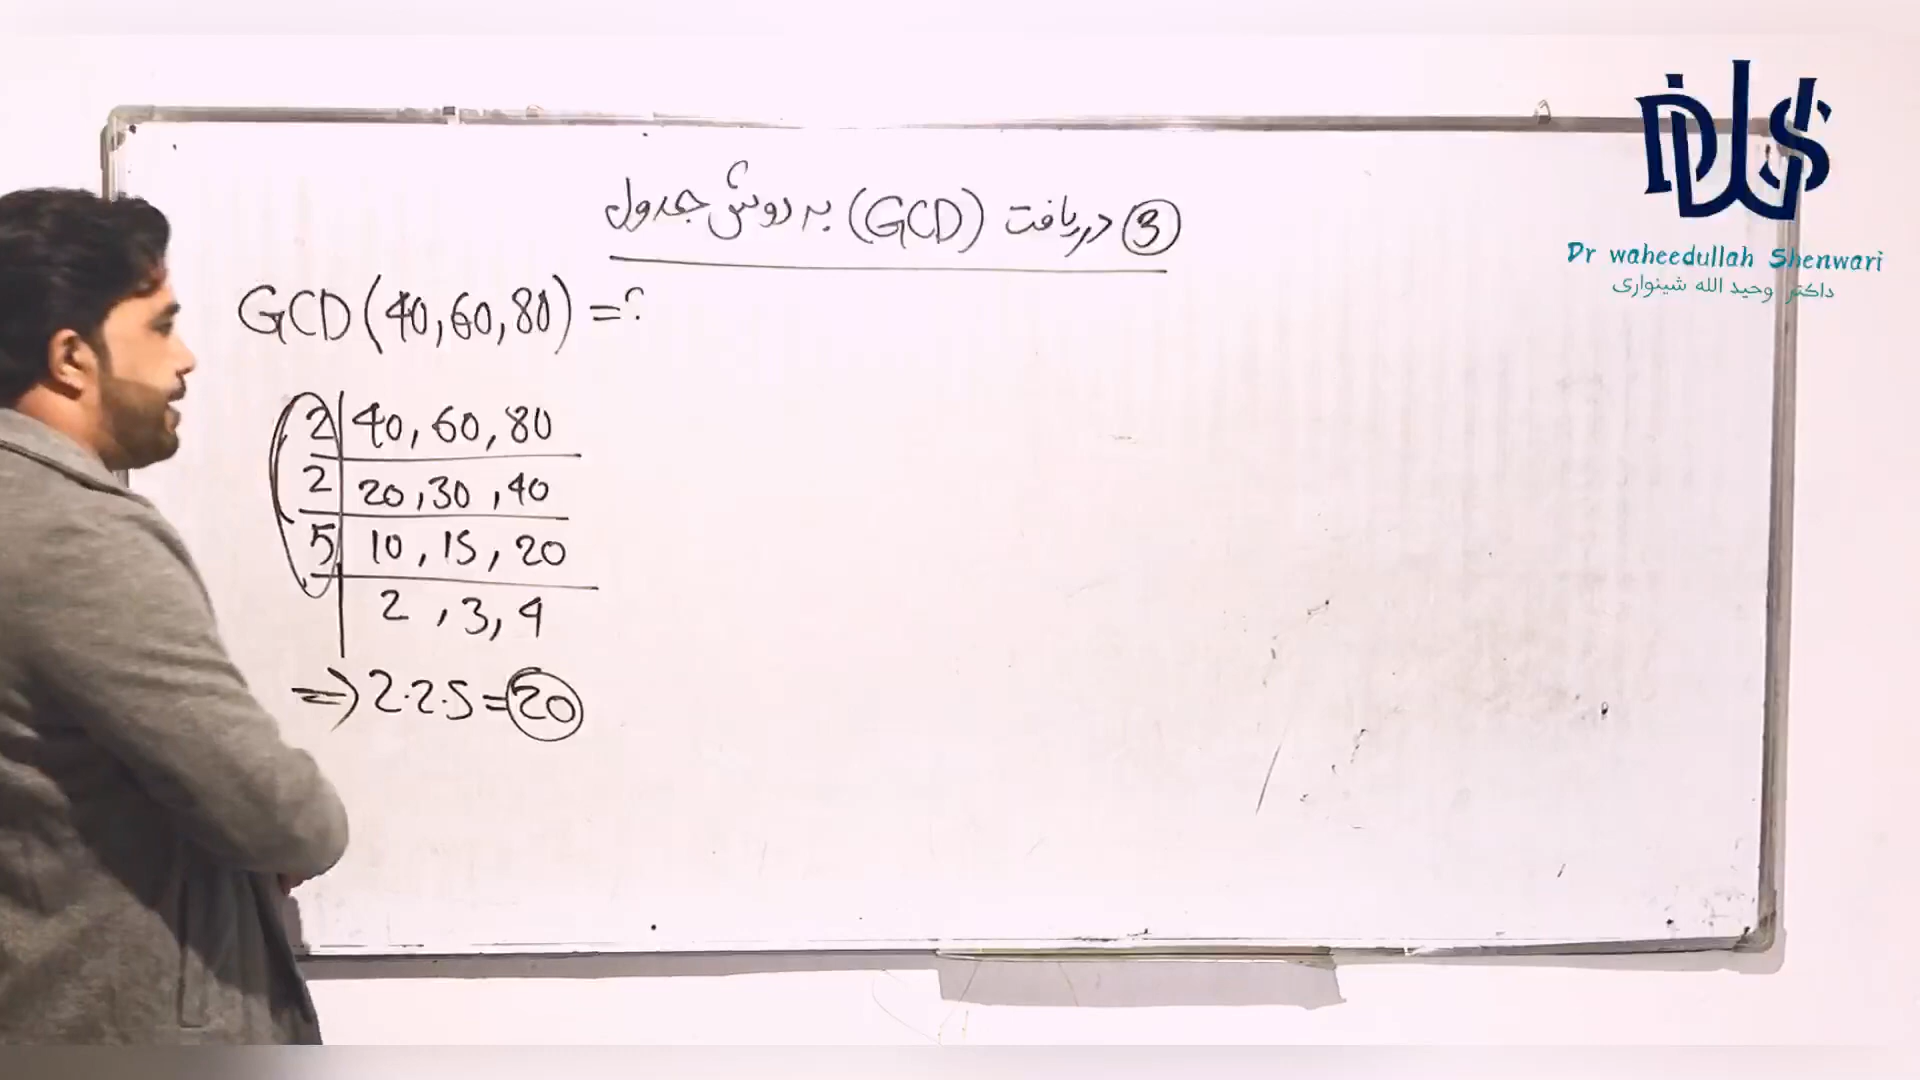 ③ دریافت (GCD) به روش جدول
GCD(40,60,80) =?
2 | 40, 60, 80
2 | 20, 30, 40
5 | 10, 15, 20
2, 3, 4
=> 2.2.5=20
DWS
Dr waheedullah Shenwari
داکتر وحید الله شینواری